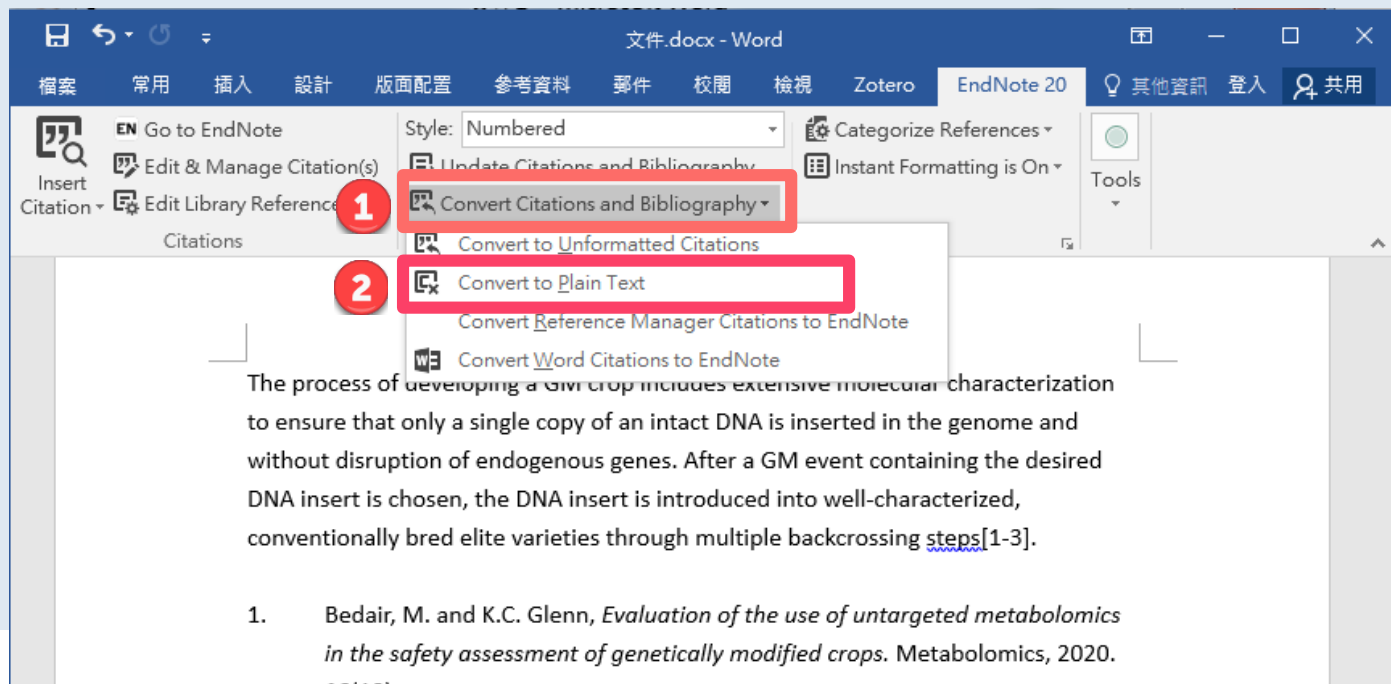 文件.docx - Word
檔案 常用 插入 設計 版面配置 參考資料 郵件 校閱 檢視 Zotero EndNote 20 其他資訊 登入 共用
Insert Citation
EN Go to EndNote
Edit & Manage Citation(s)
Edit Library Reference
Citations
Style: Numbered
Update Citations and Bibliography
1
Convert Citations and Bibliography
Categorize References
Instant Formatting is On
Tools
Convert to Unformatted Citations
2
Convert to Plain Text
Convert Reference Manager Citations to EndNote
Convert Word Citations to EndNote
The process of developing a GM crop includes extensive molecular characterization
to ensure that only a single copy of an intact DNA is inserted in the genome and
without disruption of endogenous genes. After a GM event containing the desired
DNA insert is chosen, the DNA insert is introduced into well-characterized,
conventionally bred elite varieties through multiple backcrossing steps[1-3].
1. Bedair, M. and K.C. Glenn, Evaluation of the use of untargeted metabolomics
in the safety assessment of genetically modified crops. Metabolomics, 2020.